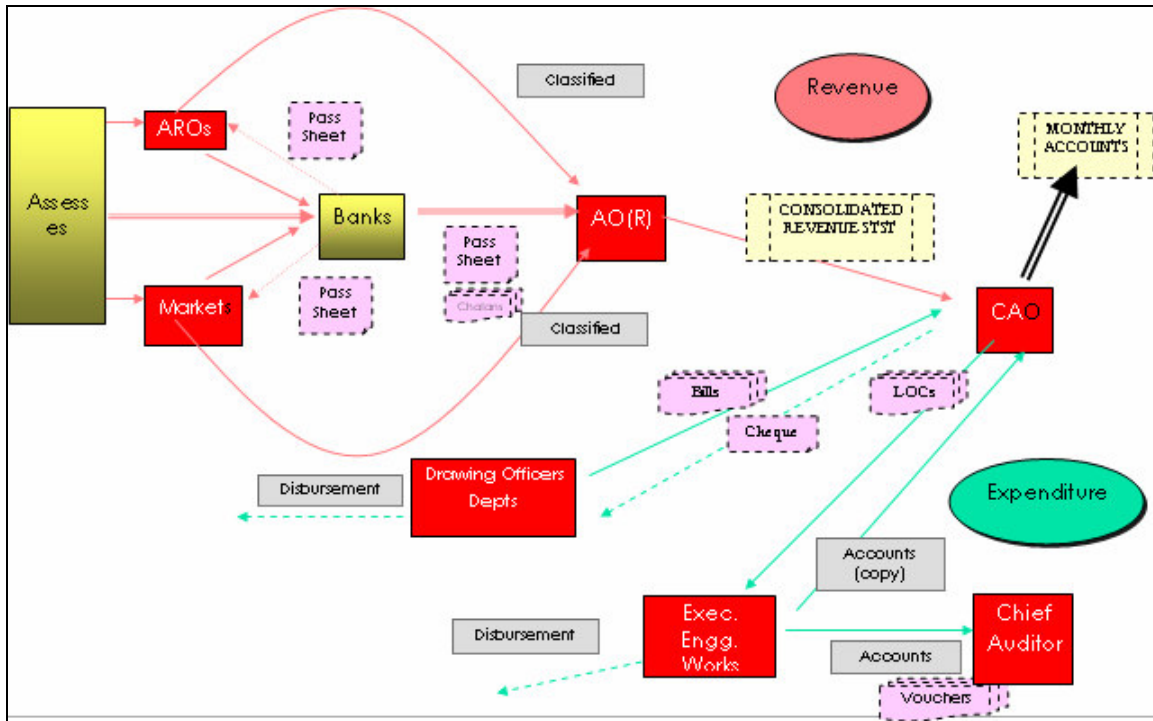 Classified
Revenue
AROs
Pass
Sheet
MONTHLY
ACCOUNTS
Assess
es
Banks
AO(R)
CONSOLIDATED
REVENUE STST
Pass
Sheet
Pass
Sheet
Markets
Chalans
Classified
CAO
Bills
LOCs
Cheque
Drawing Officers
Depts
Disbursement
Expenditure
Accounts
(copy)
Exec.
Engg.
Works
Chief
Auditor
Disbursement
Accounts
Vouchers